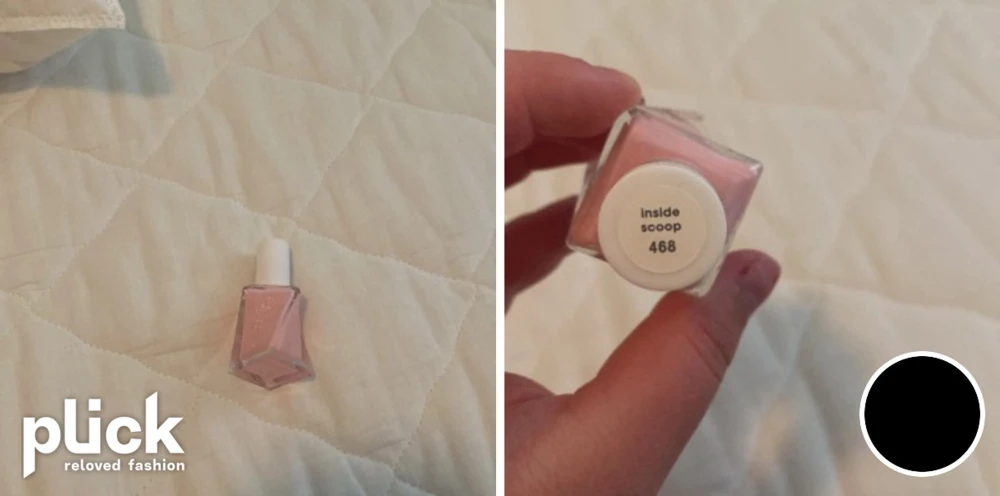 plick
reloved fashion
inside
scoop
468